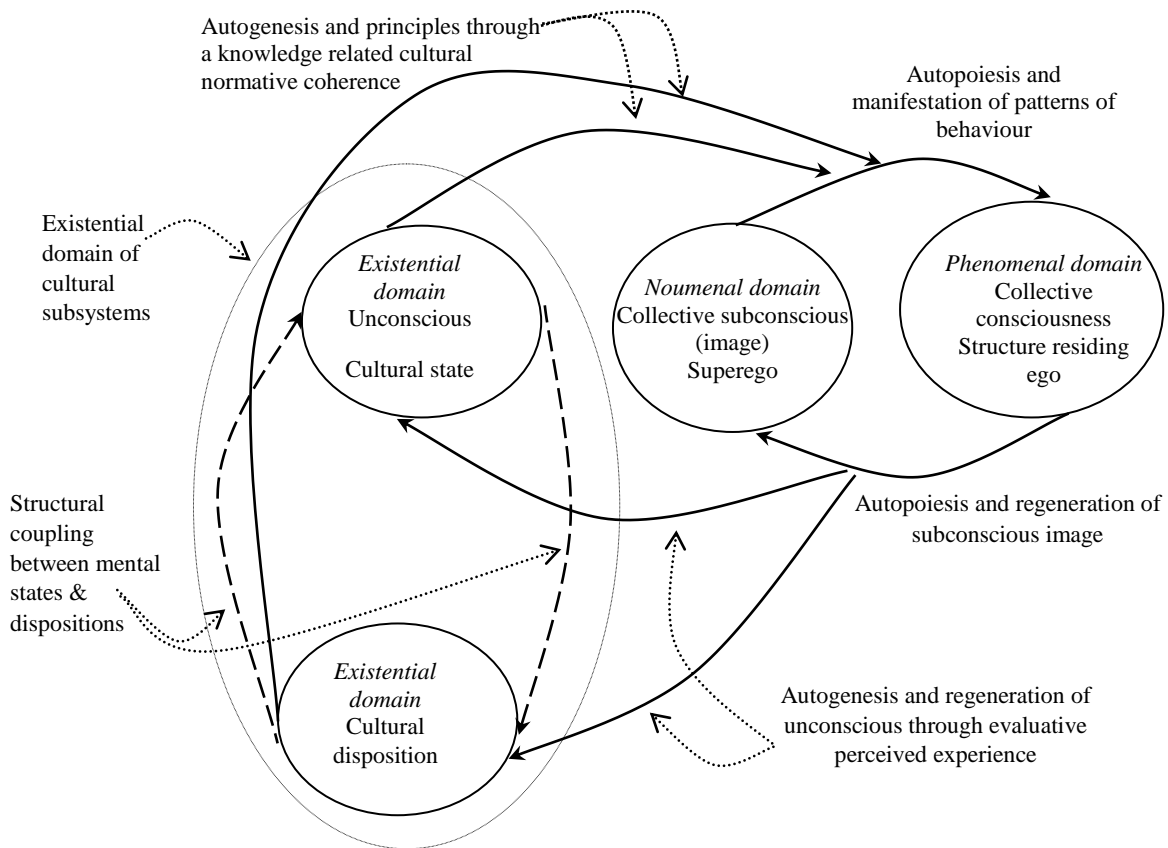 Autogenesis and principles through
a knowledge related cultural
normative coherence
Autopoiesis and
manifestation of patterns of
behaviour
Existential
domain of
cultural
subsystems
Existential
domain
Unconscious
Cultural state
Noumenal domain
Collective subconscious
(image)
Superego
Phenomenal domain
Collective
consciousness
Structure residing
ego
Structural
coupling
between mental
states &
dispositions
Autopoiesis and regeneration of
subconscious image
Existential
domain
Cultural
disposition
Autogenesis and regeneration of
unconscious through evaluative
perceived experience